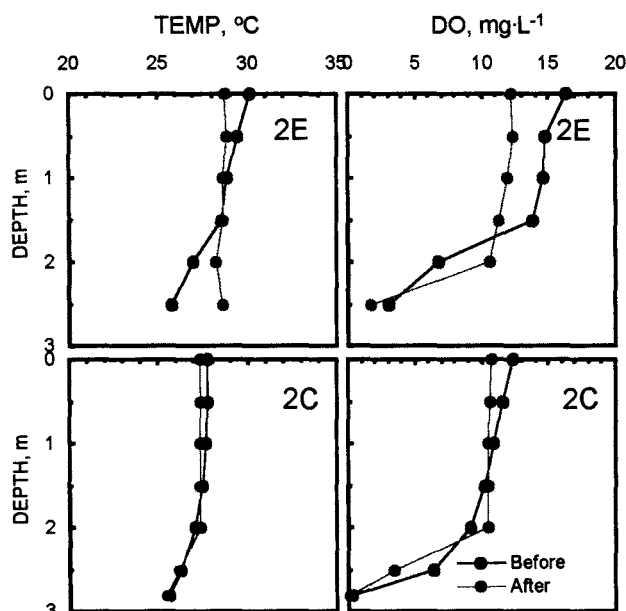 TEMP, ºC DO, mg·L⁻¹
20 25 30 35 0 5 10 15 20
0
1
2
3
DEPTH, m
2E
2E
0
1
2
3
DEPTH, m
2C
2C
Before
After